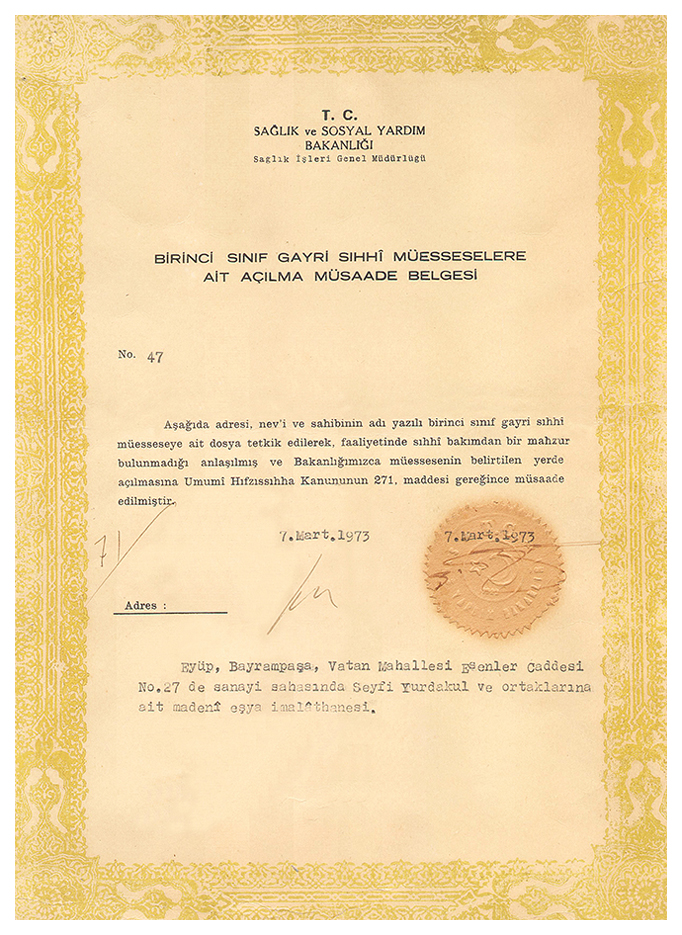 T. C.
SAĞLIK ve SOSYAL YARDIM
BAKANLIĞI
Sağlık İşleri Genel Müdürlüğü
BİRİNCİ SINIF GAYRİ SIHHÎ MÜESSESELERE
AİT AÇILMA MÜSAADE BELGESİ
No. 47
Aşağıda adresi, nev'i ve sahibinin adı yazılı birinci sınıf gayri sıhhî
müesseseye ait dosya tetkik edilerek, faaliyetinde sıhhî bakımdan bir mahzur
bulunmadığı anlaşılmış ve Bakanlığımızca müessesenin belirtilen yerde
açılmasına Umumî Hıfzıssıhha Kanununun 271, maddesi gereğince müsaade
edilmiştir.
7.Mart.1973 7.Mart.1973
71
Adres :
Eyüp, Bayrampaşa, Vatan Mahallesi Esenler Caddesi
No.27 de sanayi sahasında Seyfi Yurdakul ve ortaklarına
ait madenî eşya imalâthanesi.